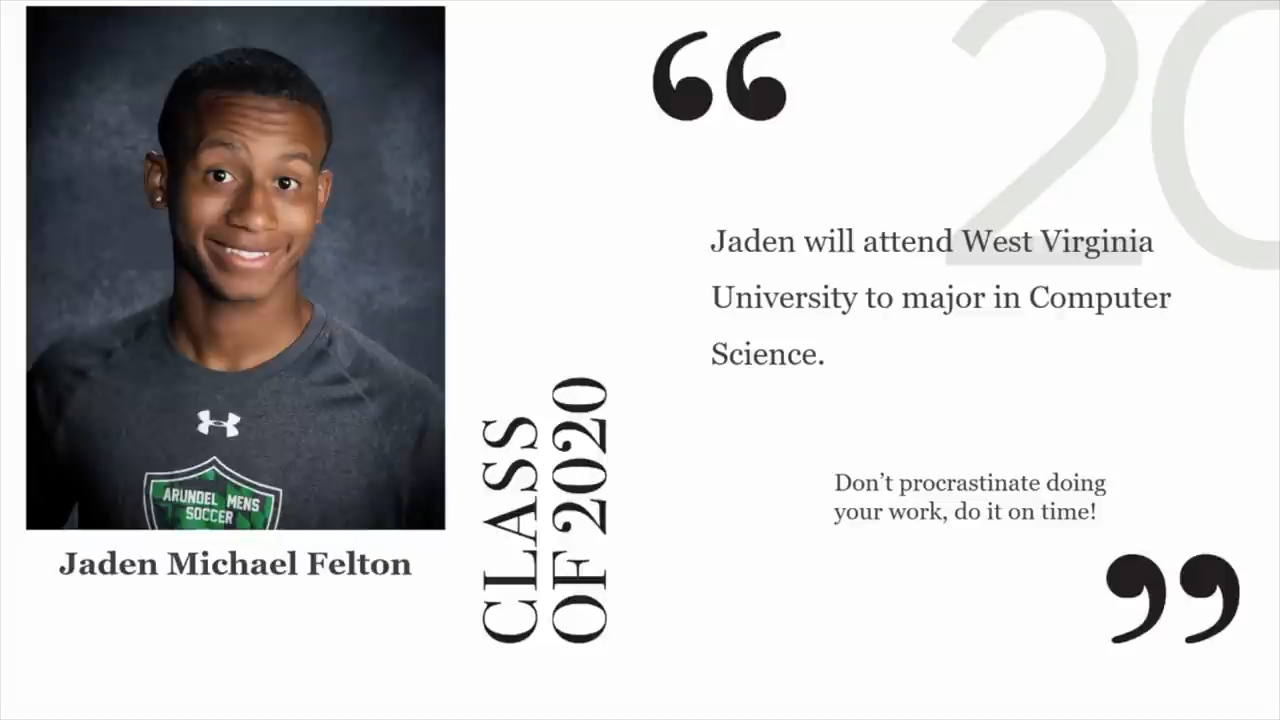 20
Jaden will attend West Virginia
University to major in Computer
Science.
Don’t procrastinate doing
your work, do it on time!
CLASS
OF 2020
ARUNDEL MENS
SOCCER
Jaden Michael Felton